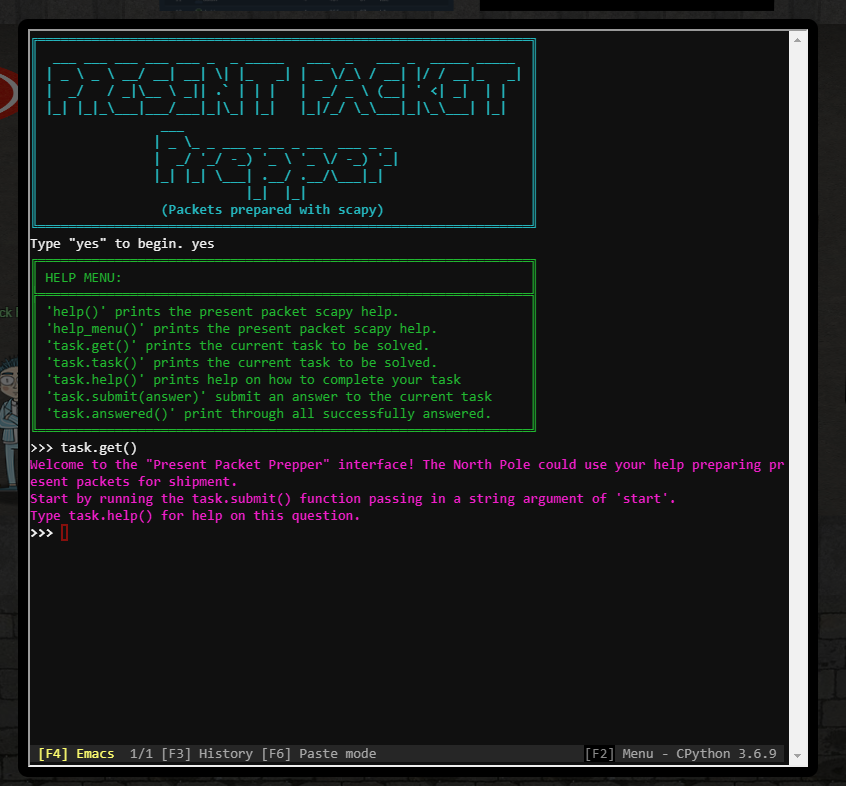 PRESENT PACKET
Prepper
(Packets prepared with scapy)
Type "yes" to begin. yes
HELP MENU:
'help()' prints the present packet scapy help.
'help_menu()' prints the present packet scapy help.
'task.get()' prints the current task to be solved.
'task.task()' prints the current task to be solved.
'task.help()' prints help on how to complete your task
'task.submit(answer)' submit an answer to the current task
'task.answered()' print through all successfully answered.
>>> task.get()
Welcome to the "Present Packet Prepper" interface! The North Pole could use your help preparing pr
esent packets for shipment.
Start by running the task.submit() function passing in a string argument of 'start'.
Type task.help() for help on this question.
>>>
[F4] Emacs  1/1 [F3] History [F6] Paste mode [F2] Menu - CPython 3.6.9